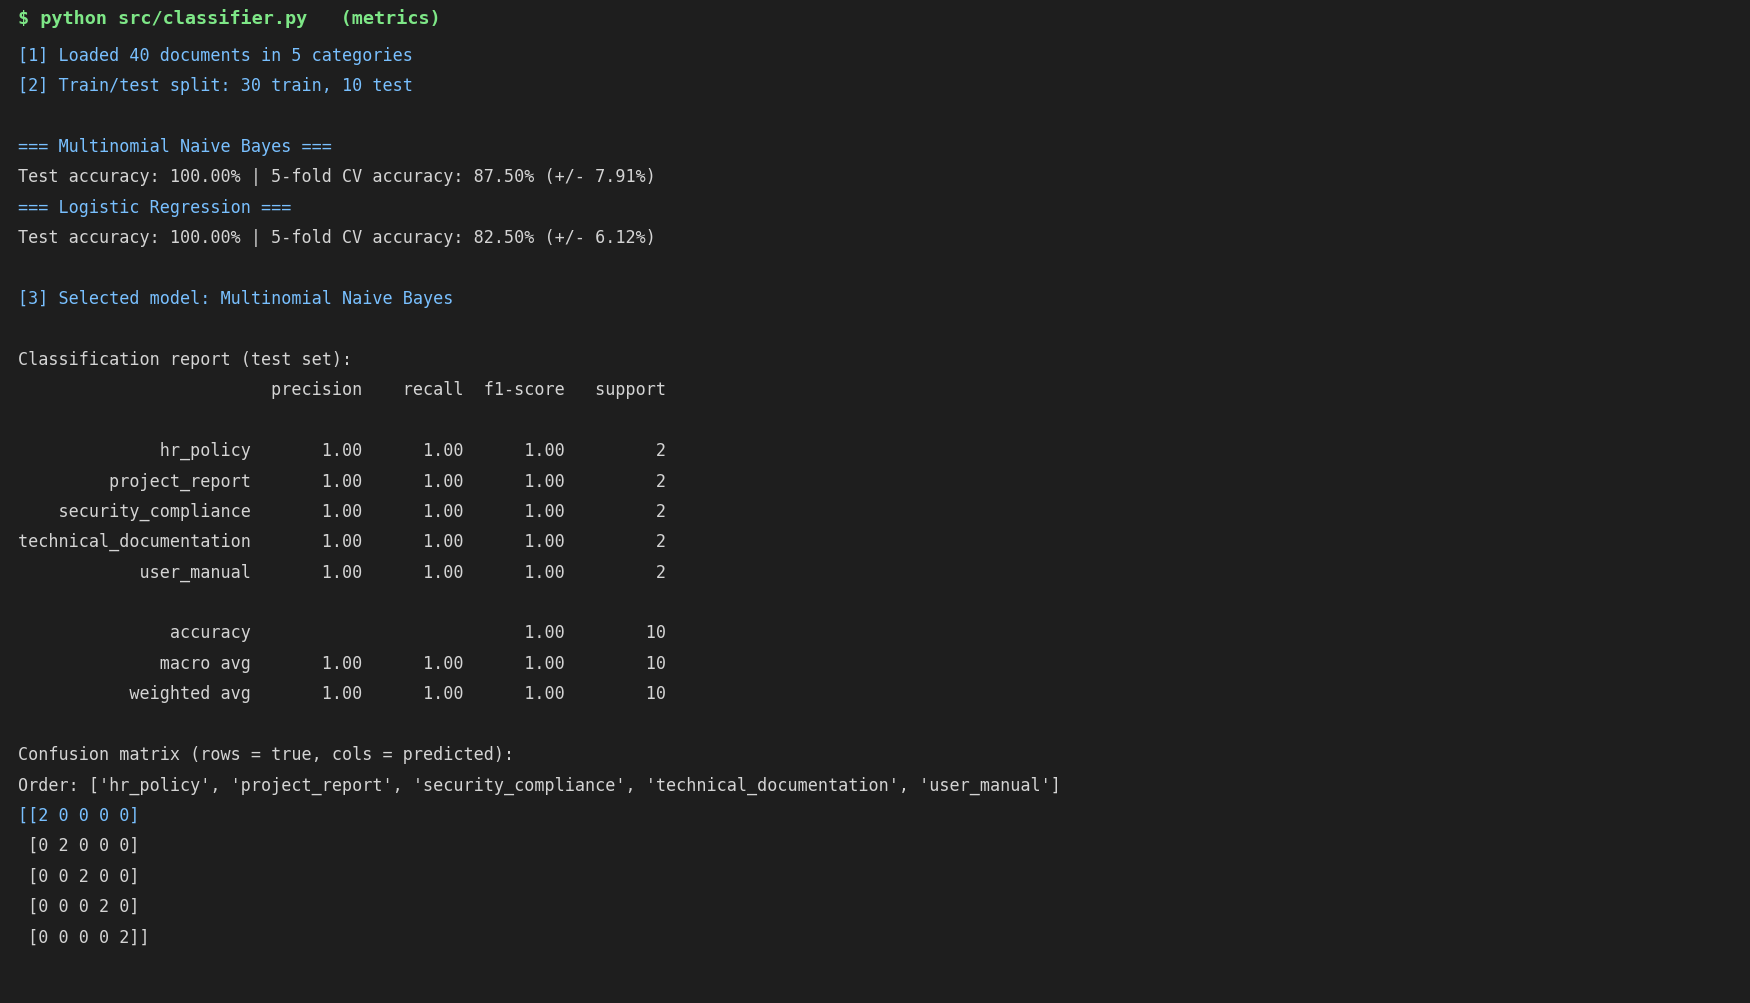 $ python src/classifier.py   (metrics)
[1] Loaded 40 documents in 5 categories
[2] Train/test split: 30 train, 10 test
=== Multinomial Naive Bayes ===
Test accuracy: 100.00% | 5-fold CV accuracy: 87.50% (+/- 7.91%)
=== Logistic Regression ===
Test accuracy: 100.00% | 5-fold CV accuracy: 82.50% (+/- 6.12%)
[3] Selected model: Multinomial Naive Bayes
Classification report (test set):
                         precision    recall  f1-score   support
              hr_policy       1.00      1.00      1.00         2
         project_report       1.00      1.00      1.00         2
    security_compliance       1.00      1.00      1.00         2
technical_documentation       1.00      1.00      1.00         2
            user_manual       1.00      1.00      1.00         2
               accuracy                           1.00        10
              macro avg       1.00      1.00      1.00        10
           weighted avg       1.00      1.00      1.00        10
Confusion matrix (rows = true, cols = predicted):
Order: ['hr_policy', 'project_report', 'security_compliance', 'technical_documentation', 'user_manual']
[[2 0 0 0 0]
 [0 2 0 0 0]
 [0 0 2 0 0]
 [0 0 0 2 0]
 [0 0 0 0 2]]